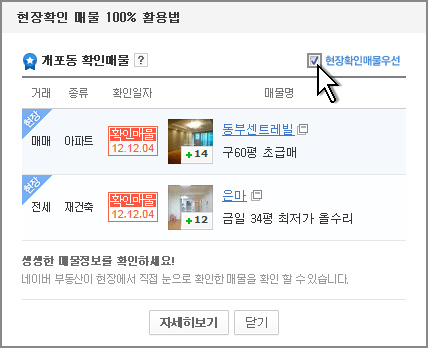 현장확인 매물 100% 활용법
개포동 확인매물 ?
현장확인매물우선
거래 종류 확인일자 매물명
현장
매매 아파트 확인매물 12.12.04 +14 동부센트레빌
구60평 초급매
현장
전세 재건축 확인매물 12.12.04 +12 은마
금일 34평 최저가 올수리
생생한 매물정보를 확인하세요!
네이버 부동산이 현장에서 직접 눈으로 확인한 매물을 확인 할 수 있습니다.
자세히보기 닫기